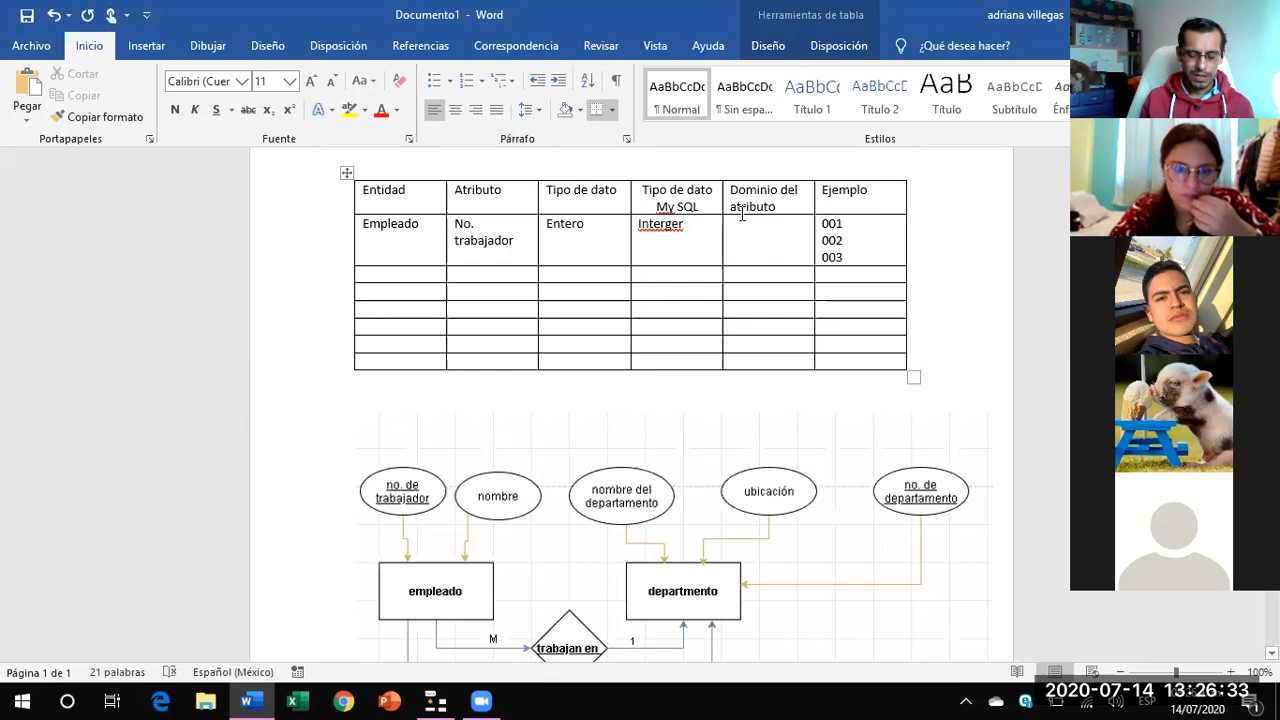 Documento1 - Word
Herramientas de tabla
adriana villegas
Archivo Inicio Insertar Dibujar Diseño Disposición Referencias Correspondencia Revisar Vista Ayuda Diseño Disposición ¿Qué desea hacer?
Pegar
Cortar
Copiar
Copiar formato
Portapapeles
Calibri (Cuer 11
Fuente
Párrafo
AaBbCcDc AaBbCcDc AaBbCc AaBbCcD AaB AaBbCcD
¶ Normal ¶ Sin espa... Título 1 Título 2 Título Subtítulo
Estilos
Entidad Atributo Tipo de dato Tipo de dato My SQL Dominio del atributo Ejemplo
Empleado No. trabajador Entero Interger 001
002
003
no. de trabajador
nombre
nombre del departamento
ubicación
no. de departamento
empleado
departmento
M
trabajan en
1
Página 1 de 1 21 palabras Español (México) 100%
2020-07-14 13:26:33
ESP
14/07/2020